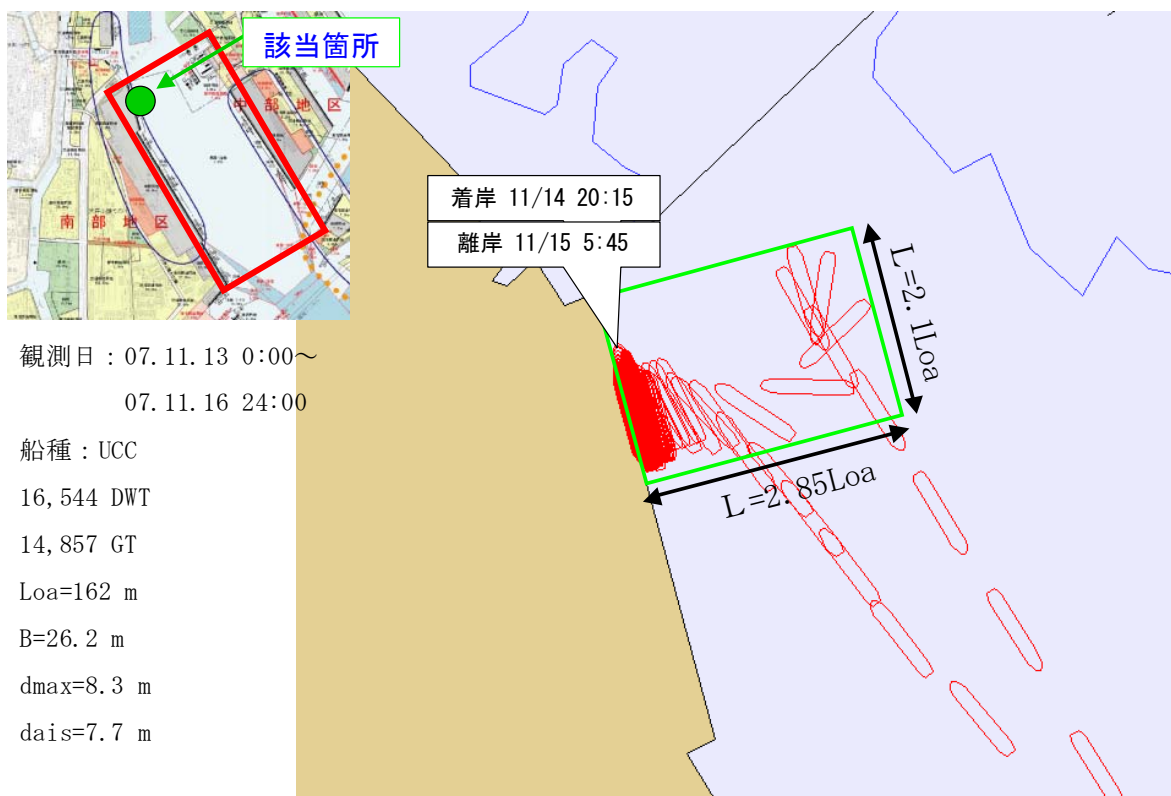 該当箇所
中部地区
南部地区
着岸 11/14 20:15
離岸 11/15 5:45
L=2.1Loa
L=2.85Loa
観測日：07.11.13 0:00～
07.11.16 24:00
船種：UCC
16,544 DWT
14,857 GT
Loa=162 m
B=26.2 m
dmax=8.3 m
dais=7.7 m